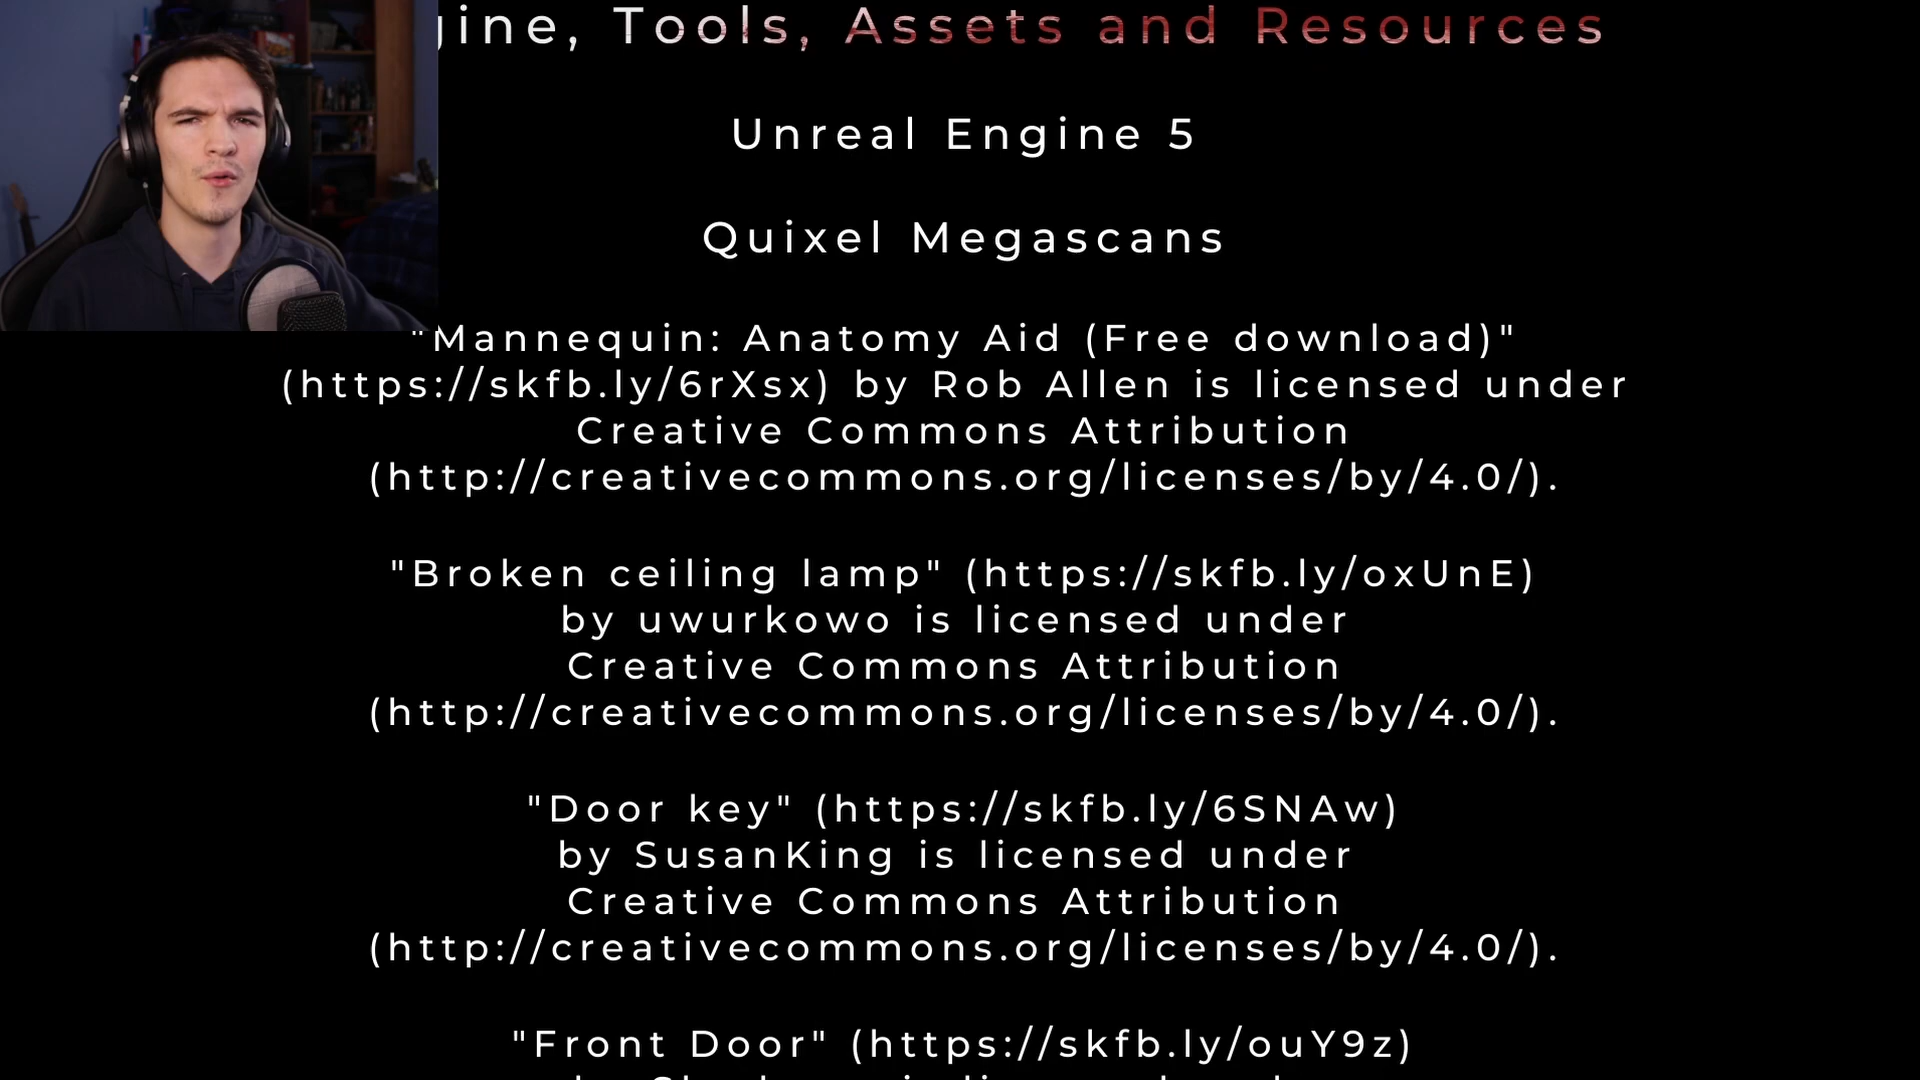 gine, Tools, Assets and Resources
Unreal Engine 5
Quixel Megascans
"Mannequin: Anatomy Aid (Free download)"
(https://skfb.ly/6rXsx) by Rob Allen is licensed under
Creative Commons Attribution
(http://creativecommons.org/licenses/by/4.0/).
"Broken ceiling lamp" (https://skfb.ly/oxUnE)
by uwurkowo is licensed under
Creative Commons Attribution
(http://creativecommons.org/licenses/by/4.0/).
"Door key" (https://skfb.ly/6SNAw)
by SusanKing is licensed under
Creative Commons Attribution
(http://creativecommons.org/licenses/by/4.0/).
"Front Door" (https://skfb.ly/ouY9z)